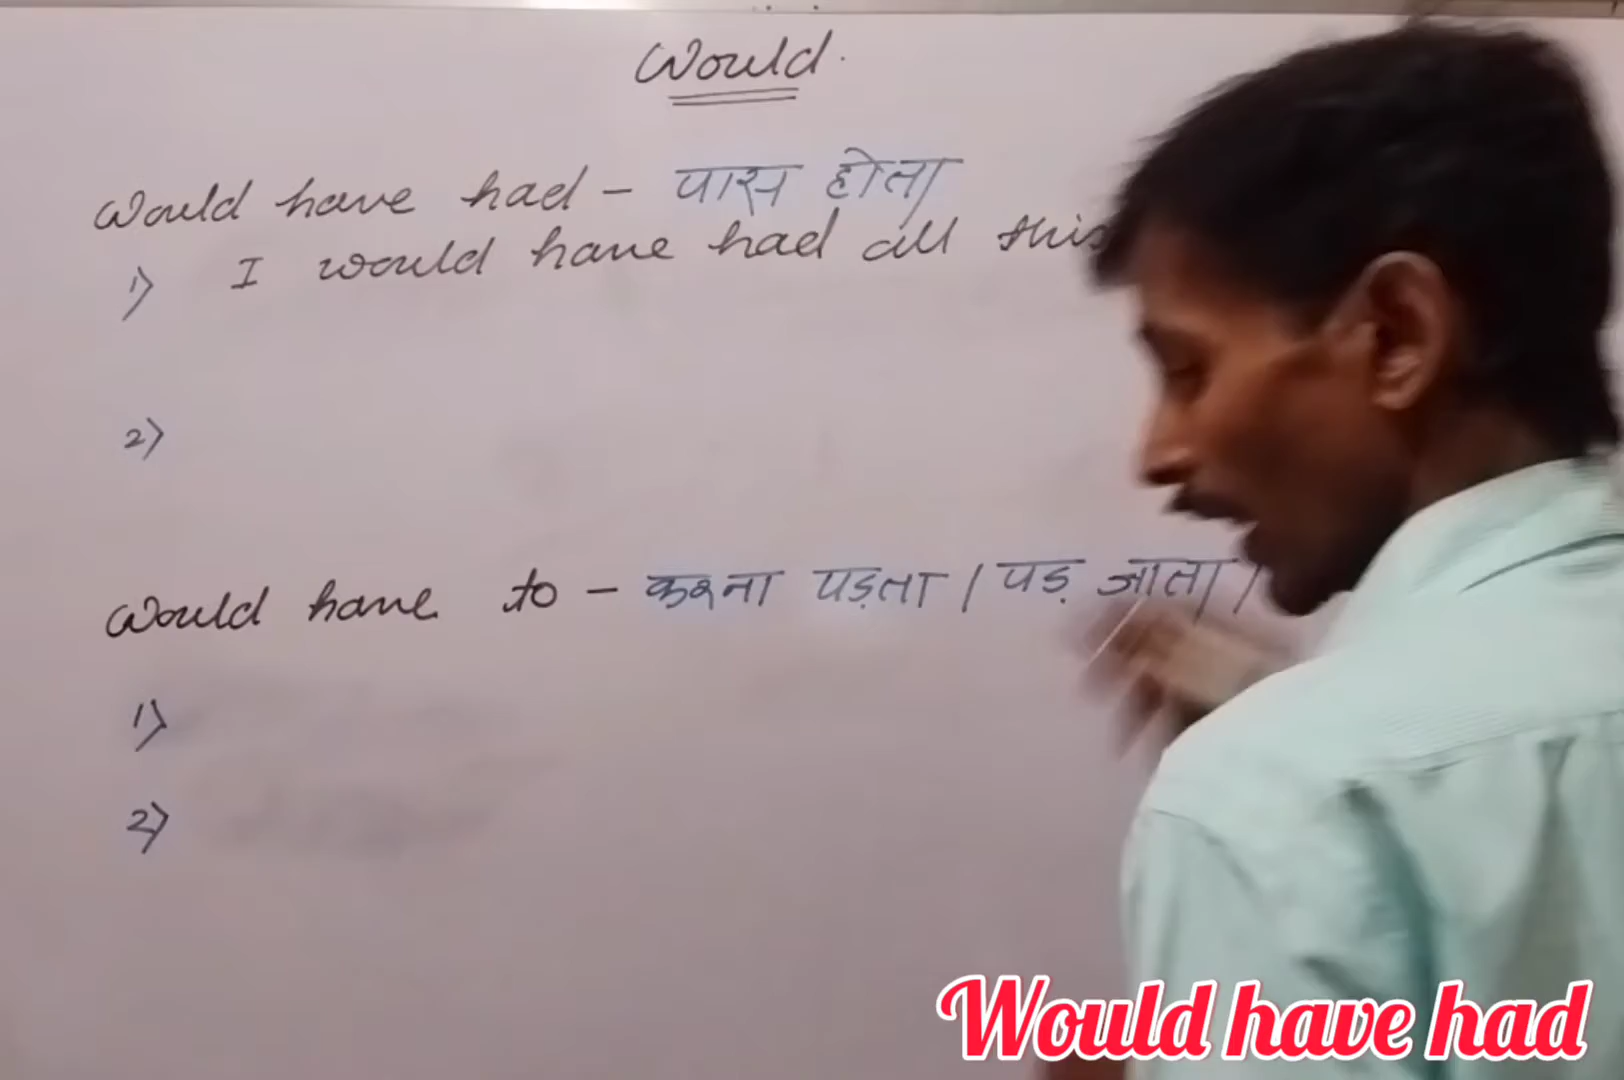 Would.
Would have had – पास होता
1) I would have had all this
2)
Would have to – करना पड़ता / पड़ जाता /
1)
2)
Would have had